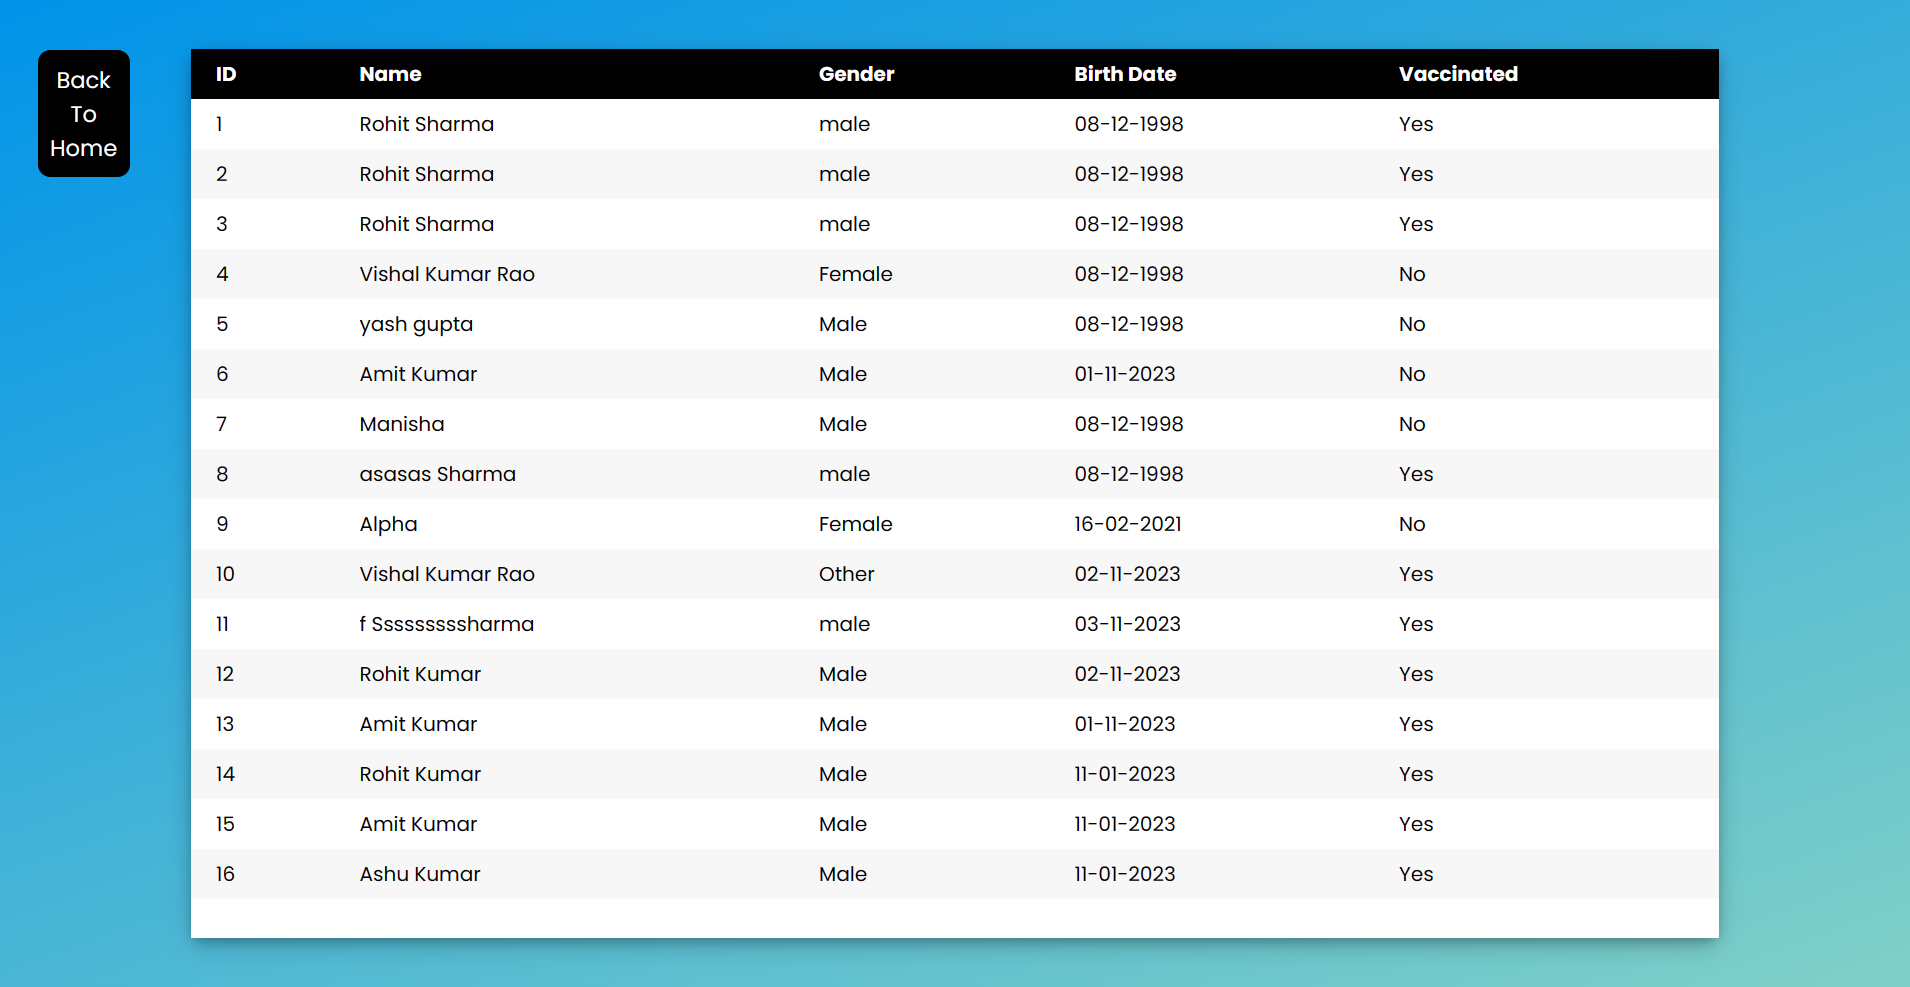 Back
To
Home
ID Name Gender Birth Date Vaccinated
1 Rohit Sharma male 08-12-1998 Yes
2 Rohit Sharma male 08-12-1998 Yes
3 Rohit Sharma male 08-12-1998 Yes
4 Vishal Kumar Rao Female 08-12-1998 No
5 yash gupta Male 08-12-1998 No
6 Amit Kumar Male 01-11-2023 No
7 Manisha Male 08-12-1998 No
8 asasas Sharma male 08-12-1998 Yes
9 Alpha Female 16-02-2021 No
10 Vishal Kumar Rao Other 02-11-2023 Yes
11 f Ssssssssssharma male 03-11-2023 Yes
12 Rohit Kumar Male 02-11-2023 Yes
13 Amit Kumar Male 01-11-2023 Yes
14 Rohit Kumar Male 11-01-2023 Yes
15 Amit Kumar Male 11-01-2023 Yes
16 Ashu Kumar Male 11-01-2023 Yes